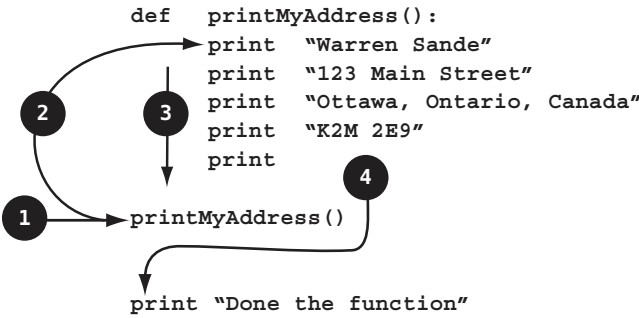 def printMyAddress():
print “Warren Sande”
print “123 Main Street”
print “Ottawa, Ontario, Canada”
print “K2M 2E9”
print
2
3
4
1
printMyAddress()
print “Done the function”